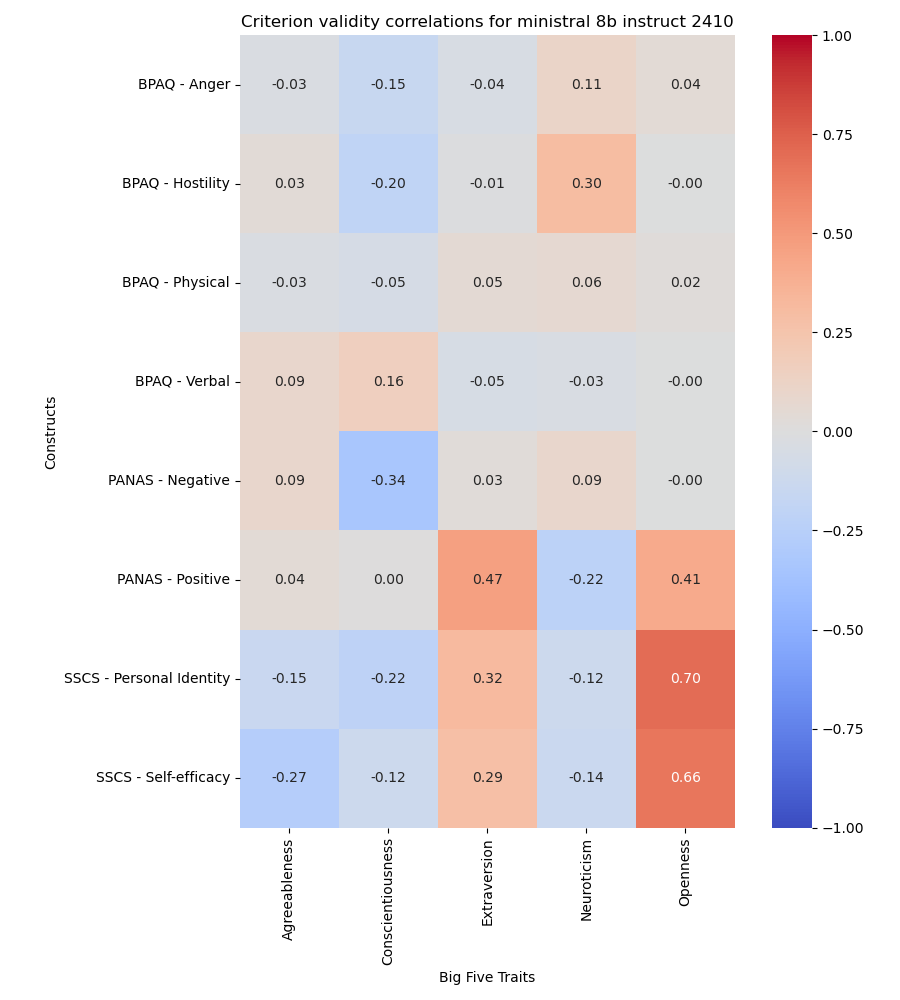 Criterion validity correlations for ministral 8b instruct 2410
Constructs
BPAQ - Anger -0.03 -0.15 -0.04 0.11 0.04
BPAQ - Hostility 0.03 -0.20 -0.01 0.30 -0.00
BPAQ - Physical -0.03 -0.05 0.05 0.06 0.02
BPAQ - Verbal 0.09 0.16 -0.05 -0.03 -0.00
PANAS - Negative 0.09 -0.34 0.03 0.09 -0.00
PANAS - Positive 0.04 0.00 0.47 -0.22 0.41
SSCS - Personal Identity -0.15 -0.22 0.32 -0.12 0.70
SSCS - Self-efficacy -0.27 -0.12 0.29 -0.14 0.66
Agreeableness
Conscientiousness
Extraversion
Neuroticism
Openness
Big Five Traits
1.00
0.75
0.50
0.25
0.00
−0.25
−0.50
−0.75
−1.00